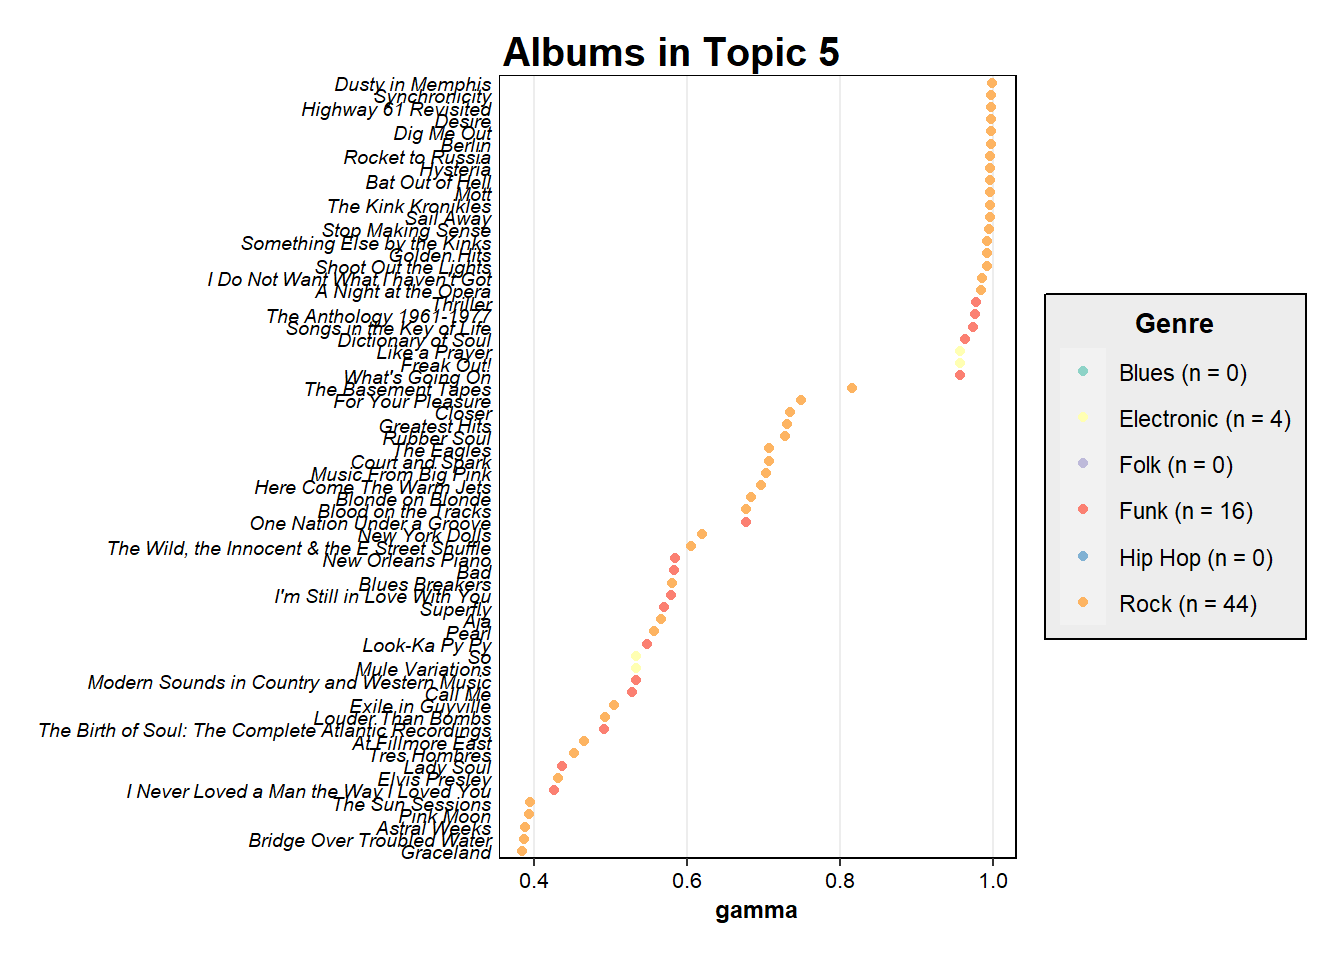 Albums in Topic 5
Dusty in Memphis
Synchronicity
Highway 61 Revisited
Desire
Dig Me Out
Berlin
Rocket to Russia
Hysteria
Bat Out of Hell
Mott
The Kink Kronikles
Sail Away
Stop Making Sense
Something Else by the Kinks
Golden Hits
Shoot Out the Lights
I Do Not Want What I haven't Got
A Night at the Opera
Thriller
The Anthology 1961-1977
Songs in the Key of Life
Dictionary of Soul
Like a Prayer
Freak Out!
What's Going On
The Basement Tapes
For Your Pleasure
Closer
Greatest Hits
Rubber Soul
The Eagles
Court and Spark
Music From Big Pink
Here Come The Warm Jets
Blonde on Blonde
Blood on the Tracks
One Nation Under a Groove
New York Dolls
The Wild, the Innocent & the E Street Shuffle
New Orleans Piano
Bad
Blues Breakers
I'm Still in Love With You
Superfly
Aja
Pearl
Look-Ka Py Py
So
Mule Variations
Modern Sounds in Country and Western Music
Call Me
Exile in Guyville
Louder Than Bombs
The Birth of Soul: The Complete Atlantic Recordings
At Fillmore East
Tres Hombres
Lady Soul
Elvis Presley
I Never Loved a Man the Way I Loved You
The Sun Sessions
Pink Moon
Astral Weeks
Bridge Over Troubled Water
Graceland
0.4
0.6
0.8
1.0
gamma
Genre
Blues (n = 0)
Electronic (n = 4)
Folk (n = 0)
Funk (n = 16)
Hip Hop (n = 0)
Rock (n = 44)